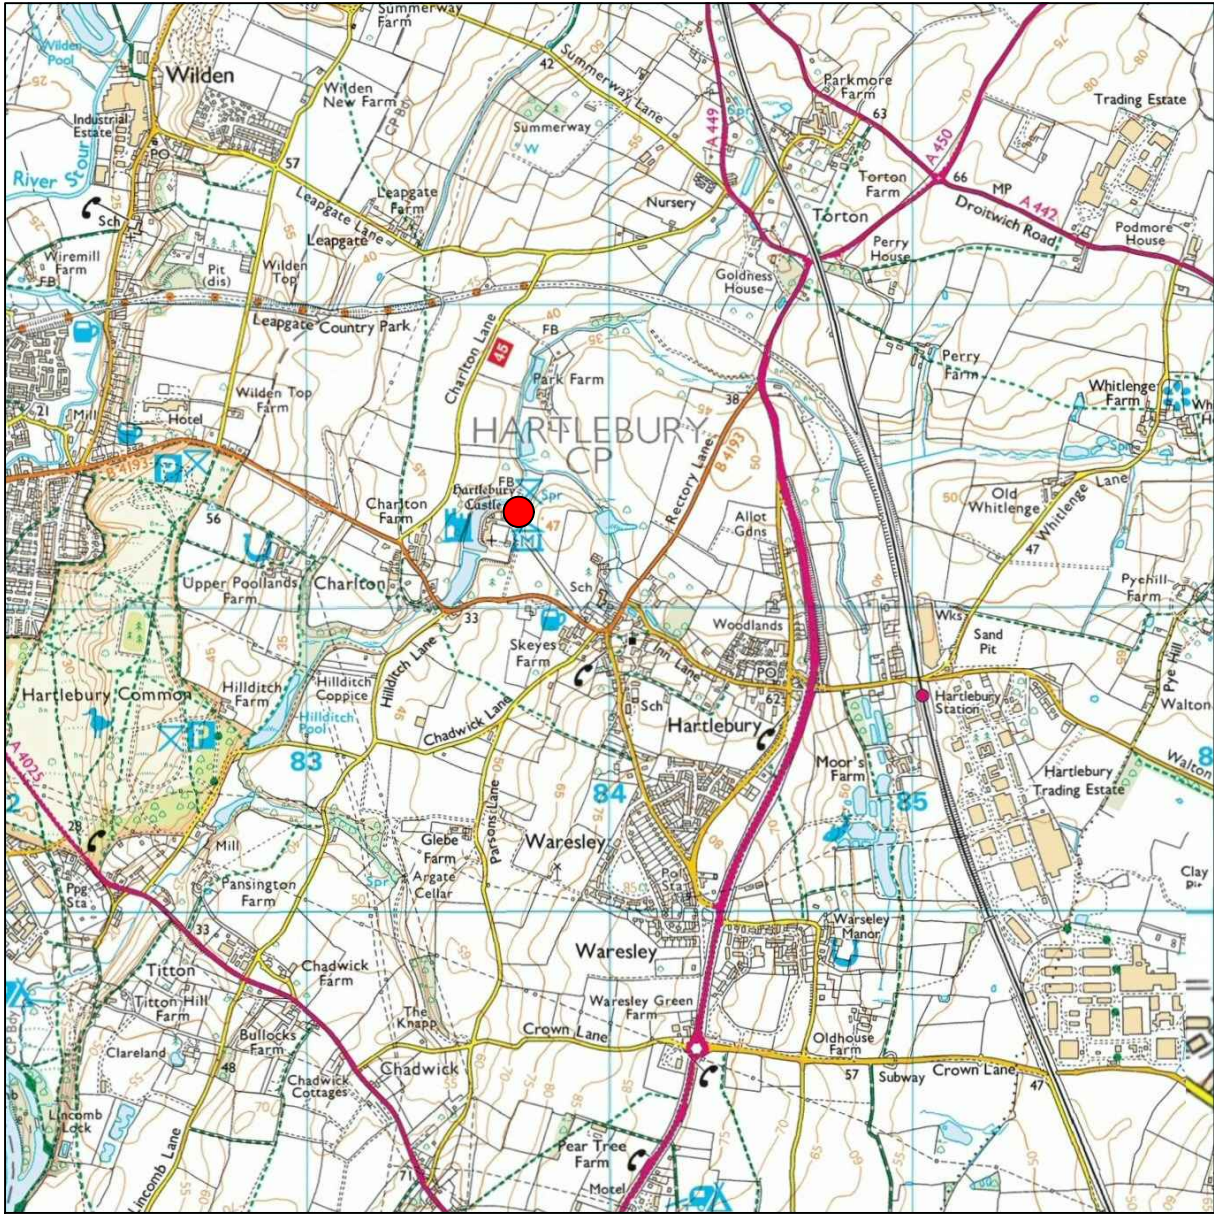 Summerway
Farm
Wilden
Pool
Wilden
42
Summerway Lane
Wilden
New Farm
Industrial
Estate
PO
Summerway
W
57
River Stour
Sch
Leapgate
Farm
Leapgate Lane
Leapgate
Nursery
A 449
Spr
Parkmore
Farm
63
A 450
Trading Estate
Torton
Farm
66
MP
A 442
Droitwich Road
Torton
Perry
House
Podmore
House
Goldness
House
Wiremill
Farm
FB
Pit
(dis)
Wilden
Top
Leapgate Country Park
Charlton Lane
45
FB
Park Farm
Perry
Farm
Whitlenge
Farm
Wh
21
Mill
Hotel
Wilden Top
Farm
B 4193
HARTLEBURY
CP
38
Rectory Lane
B 4193
FB
Hartlebury
Castle
Spr
47
M
Charlton
Farm
56
Upper Poollands
Farm
Charlton
33
Sch
Allot
Gdns
Old
Whitlenge
Whitlenge Lane
47
Pyehill
Farm
Wks
Sand
Pit
Pye Hill
Woodlands
PO
62
Skeyes
Farm
Inn Lane
Sch
Hartlebury
Hartlebury
Station
Walton
Walton
Hartlebury Common
P
P
Hillditch
Farm
Hillditch
Coppice
Hillditch
Pool
Hillditch Lane
Chadwick Lane
A 4025
83
84
85
Moor's
Farm
Hartlebury
Trading Estate
28
Mill
Parsons Lane
Glebe
Farm
Argate
Cellar
Spr
Waresley
Pol
Sta
Clay
Pit
Ppg
Sta
Pansington
Farm
33
Titton
Titton Hill
Farm
Chadwick
Farm
Waresley
Warseley
Manor
Waresley Green
Farm
The
Knapp
Crown Lane
Bullocks
Farm
Clareland
48
Chadwick
Cottages
Chadwick
Oldhouse
Farm
57
Subway
Crown Lane
47
Lincomb
Lock
Lincomb Lane
71
Pear Tree
Farm
Motel